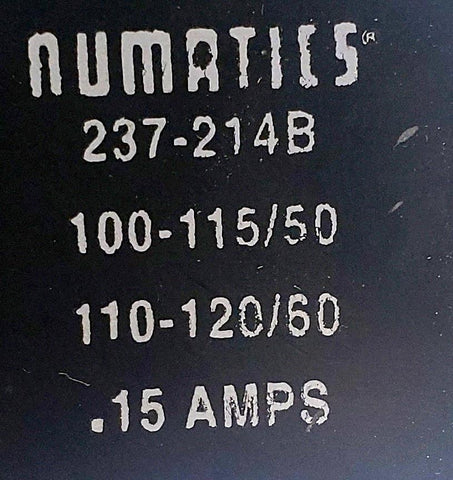 NUMATICS®
237-214B
100-115/50
110-120/60
.15 AMPS